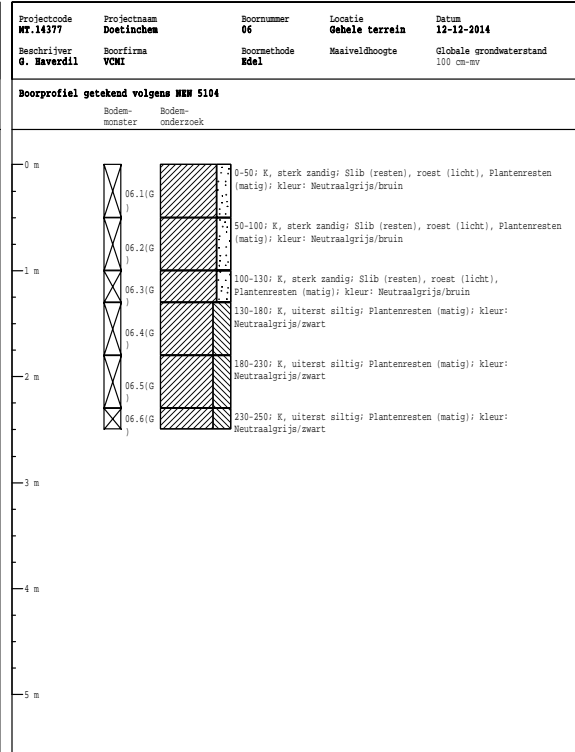 Projectcode Projectnaam Boornummer Locatie Datum
MT.14377 Doetinchem 06 Gehele terrein 12-12-2014
Beschrijver Boorfirma Boormethode Maaiveldhoogte Globale grondwaterstand
G. Haverdil VCMI Edel 100 cm-mv
Boorprofiel getekend volgens NEN 5104
Bodem- Bodem-
monster onderzoek
0 m
0-50; K, sterk zandig; Slib (resten), roest (licht), Plantenresten
(matig); kleur: Neutraalgrijs/bruin
06.1(G
)
50-100; K, sterk zandig; Slib (resten), roest (licht), Plantenresten
(matig); kleur: Neutraalgrijs/bruin
06.2(G
)
1 m
100-130; K, sterk zandig; Slib (resten), roest (licht),
Plantenresten (matig); kleur: Neutraalgrijs/bruin
06.3(G
)
130-180; K, uiterst siltig; Plantenresten (matig); kleur:
Neutraalgrijs/zwart
06.4(G
)
180-230; K, uiterst siltig; Plantenresten (matig); kleur:
Neutraalgrijs/zwart
2 m
06.5(G
)
230-250; K, uiterst siltig; Plantenresten (matig); kleur:
Neutraalgrijs/zwart
06.6(G
)
3 m
4 m
5 m